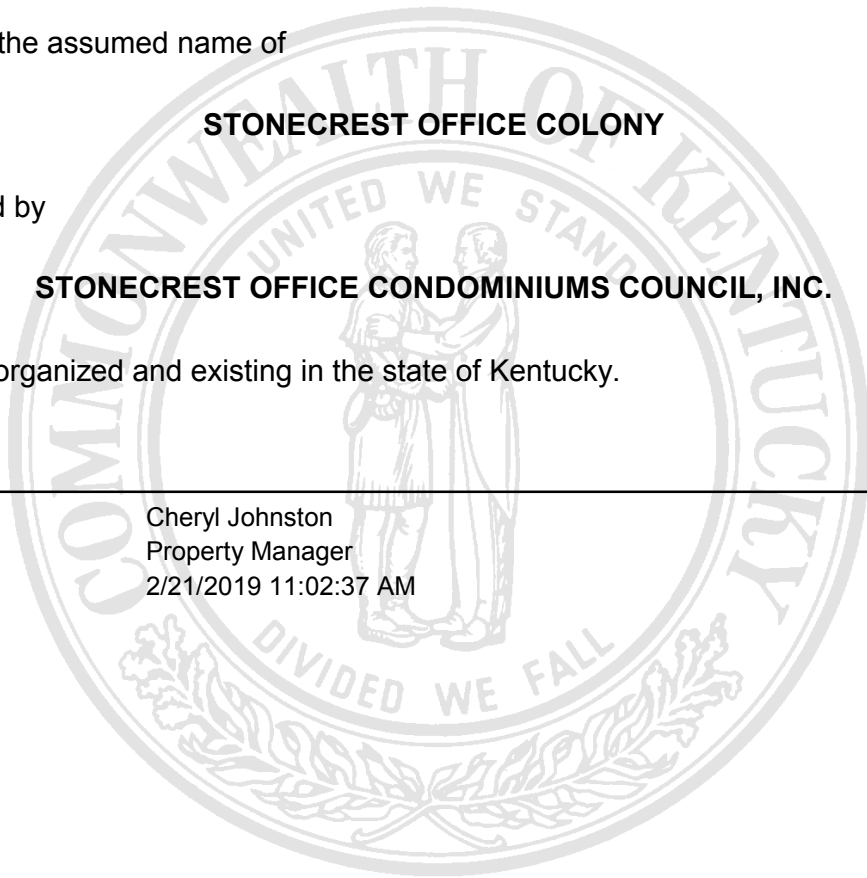 the assumed name of
STONECREST OFFICE COLONY
d by
STONECREST OFFICE CONDOMINIUMS COUNCIL, INC.
organized and existing in the state of Kentucky.
Cheryl Johnston
Property Manager
2/21/2019 11:02:37 AM
COMMONWEALTH OF KENTUCKY
UNITED WE STAND
DIVIDED WE FALL